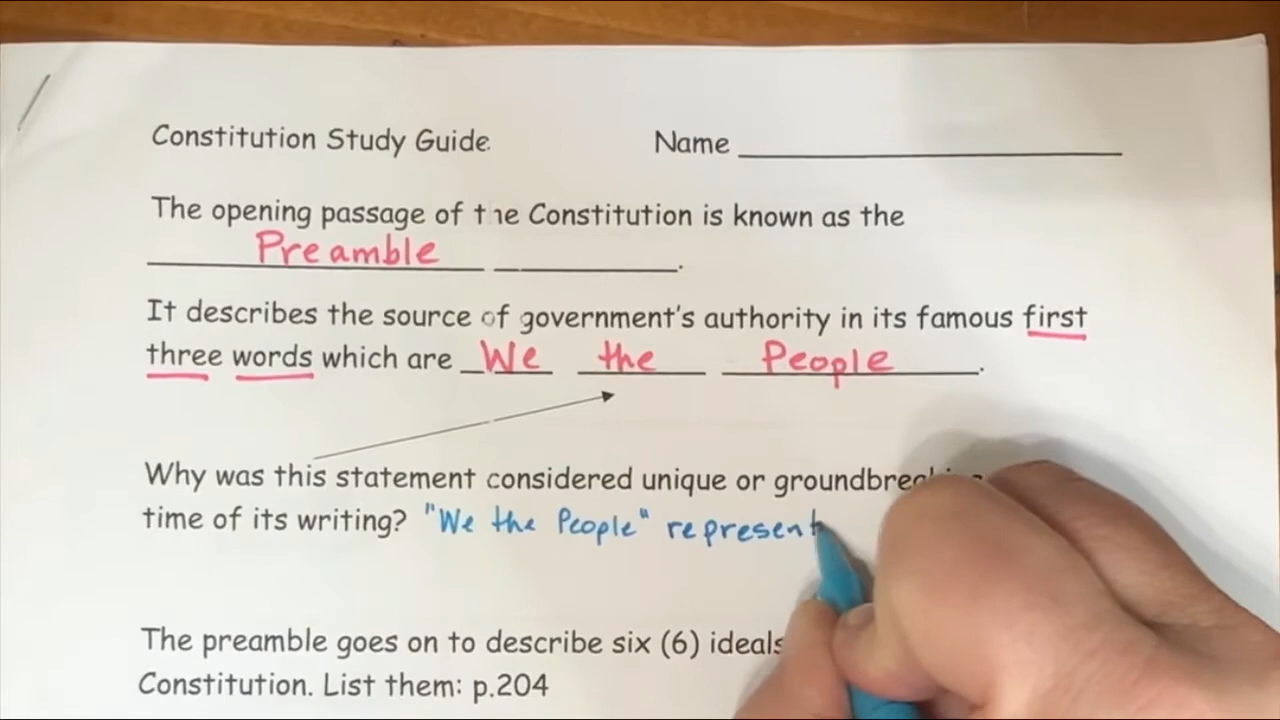 Constitution Study Guide Name
The opening passage of the Constitution is known as the
Preamble
It describes the source of government's authority in its famous first
three words which are We the People.
Why was this statement considered unique or
time of its writing? "We the People" represent
The preamble goes on to describe six (6) ideals
Constitution. List them: p.204